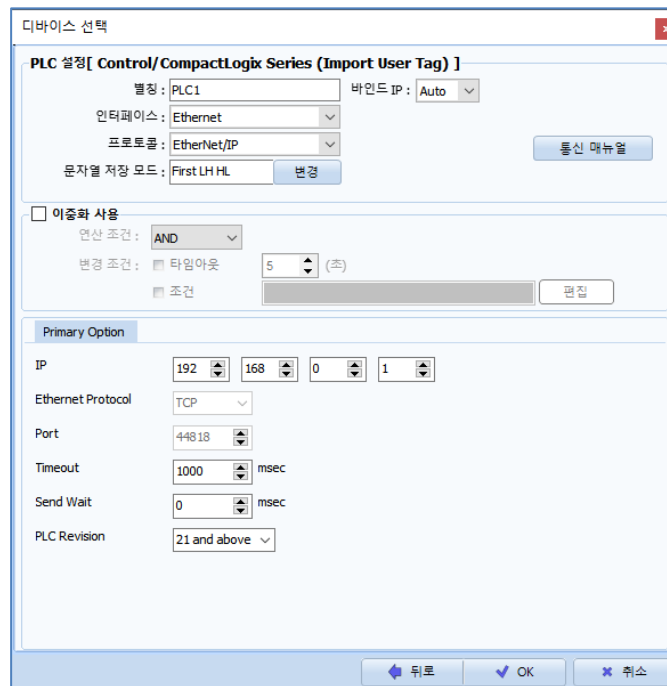 디바이스 선택
PLC 설정[ Control/CompactLogix Series (Import User Tag) ]
별칭 : PLC1 바인드 IP : Auto
인터페이스 : Ethernet
프로토콜 : EtherNet/IP 통신 매뉴얼
문자열 저장 모드 : First LH HL 변경
이중화 사용
연산 조건 : AND
변경 조건 : 타임아웃 5 (초)
조건 편집
Primary Option
IP 192 168 0 1
Ethernet Protocol TCP
Port 44818
Timeout 1000 msec
Send Wait 0 msec
PLC Revision 21 and above
뒤로 OK 취소